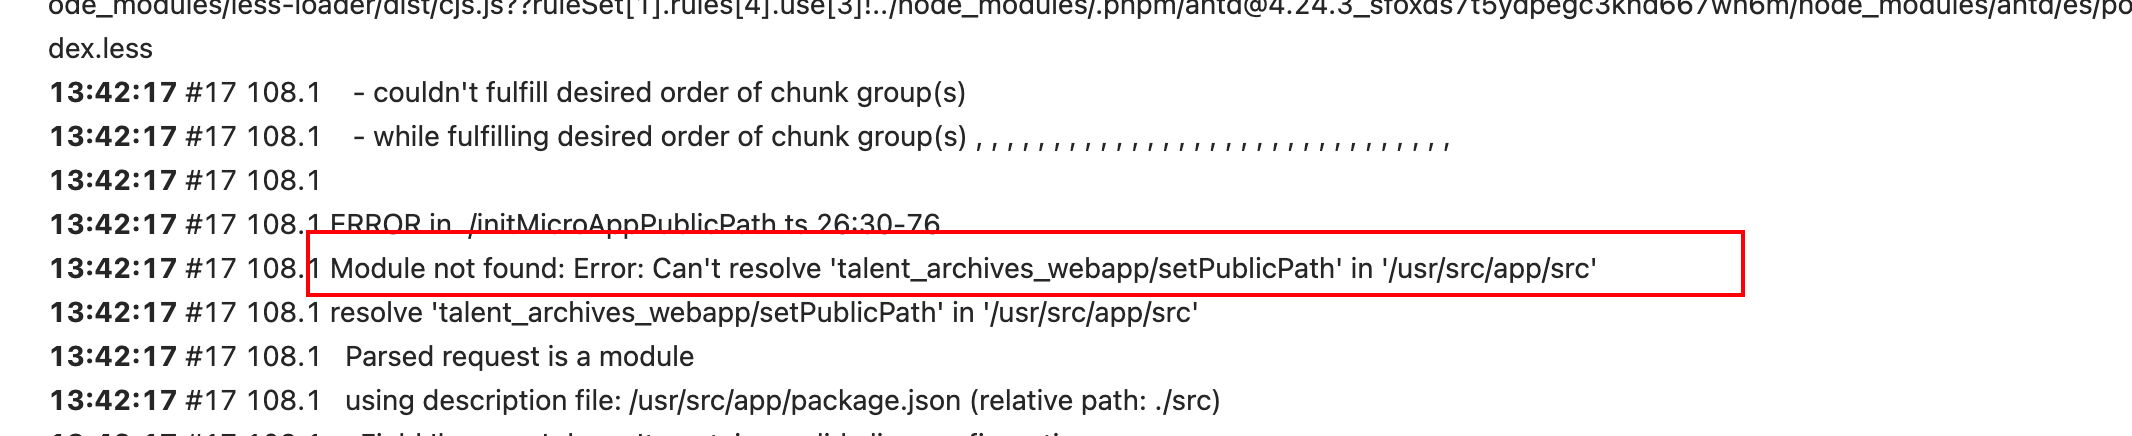 ode_modules/less-loader/dist/cjs.js??ruleSet[1].rules[4].use[3]!../node_modules/.pnpm/antd@4.24.3_sfoxds7t5ydpegc3knd667wn6m/node_modules/antd/es/po
dex.less
13:42:17 #17 108.1 - couldn't fulfill desired order of chunk group(s)
13:42:17 #17 108.1 - while fulfilling desired order of chunk group(s) , , , , , , , , , , , , , , , , , , , , , , , , , , , , , , ,
13:42:17 #17 108.1
13:42:17 #17 108.1 ERROR in ./initMicroAppPublicPath.ts 26:30-76
13:42:17 #17 108.1 Module not found: Error: Can't resolve 'talent_archives_webapp/setPublicPath' in '/usr/src/app/src'
13:42:17 #17 108.1 resolve 'talent_archives_webapp/setPublicPath' in '/usr/src/app/src'
13:42:17 #17 108.1 Parsed request is a module
13:42:17 #17 108.1 using description file: /usr/src/app/package.json (relative path: ./src)